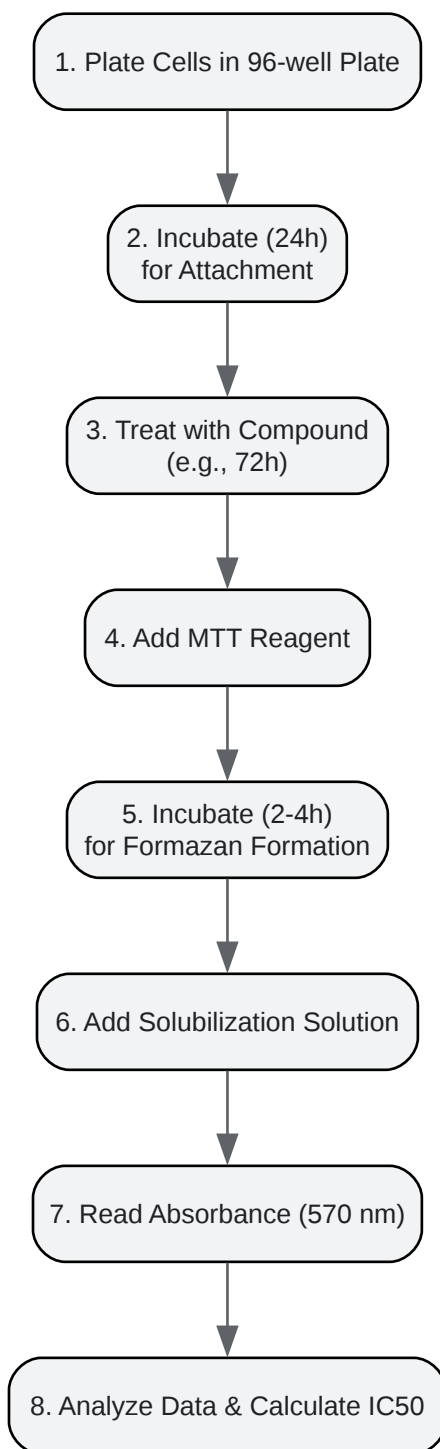 1. Plate Cells in 96-well Plate
2. Incubate (24h)
for Attachment
3. Treat with Compound
(e.g., 72h)
4. Add MTT Reagent
5. Incubate (2-4h)
for Formazan Formation
6. Add Solubilization Solution
7. Read Absorbance (570 nm)
8. Analyze Data & Calculate IC50